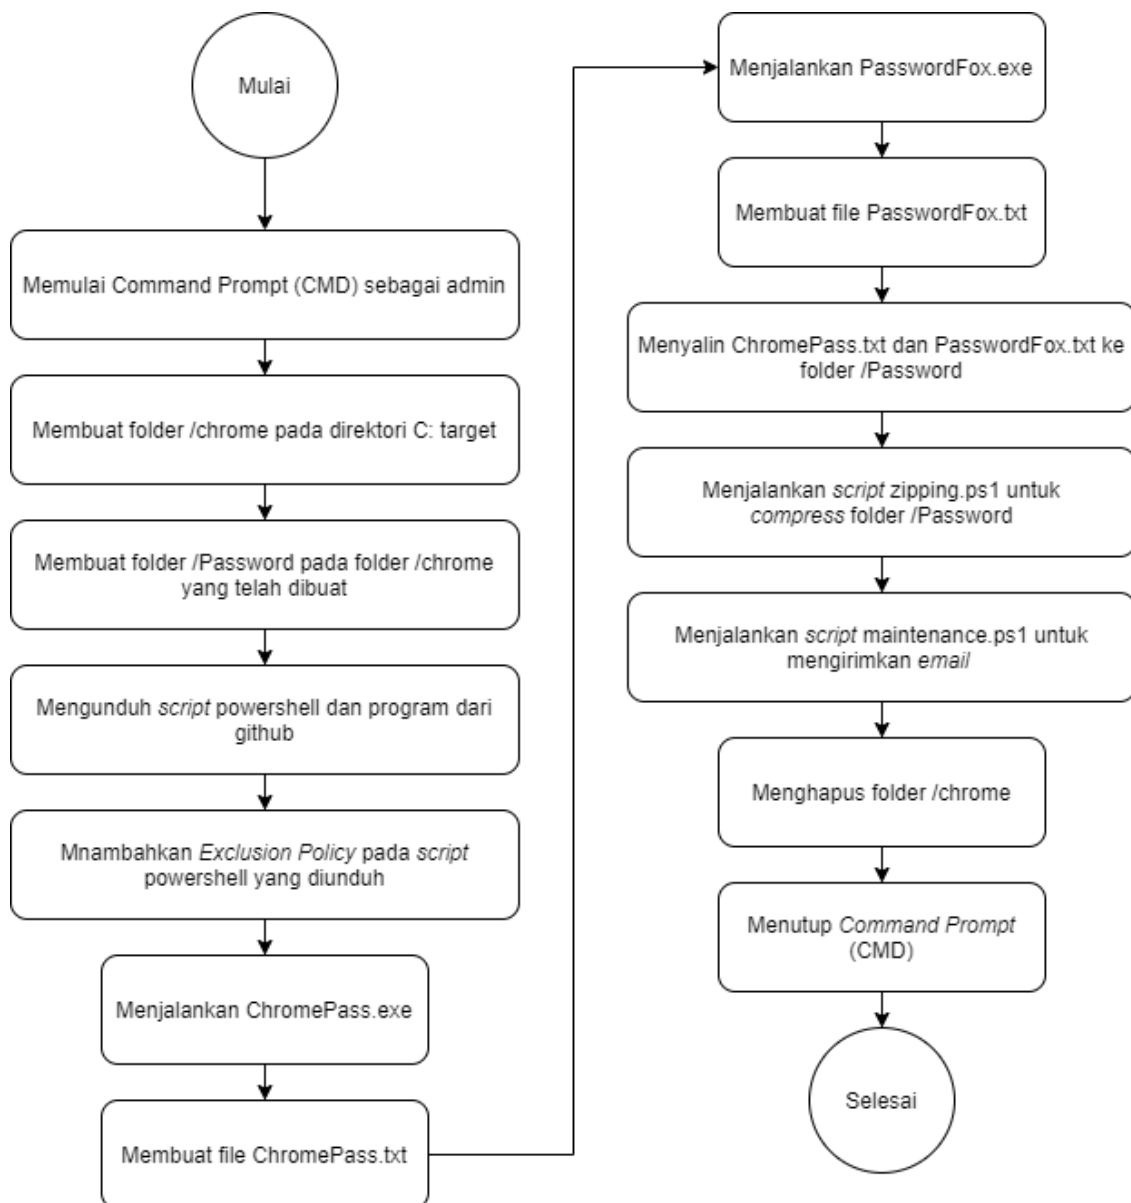 Mulai
Memulai Command Prompt (CMD) sebagai admin
Membuat folder /chrome pada direktori C: target
Membuat folder /Password pada folder /chrome
yang telah dibuat
Mengunduh script powershell dan program dari
github
Mnambahkan Exclusion Policy pada script
powershell yang diunduh
Menjalankan ChromePass.exe
Membuat file ChromePass.txt
Menjalankan PasswordFox.exe
Membuat file PasswordFox.txt
Menyalin ChromePass.txt dan PasswordFox.txt ke
folder /Password
Menjalankan script zipping.ps1 untuk
compress folder /Password
Menjalankan script maintenance.ps1 untuk
mengirimkan email
Menghapus folder /chrome
Menutup Command Prompt
(CMD)
Selesai